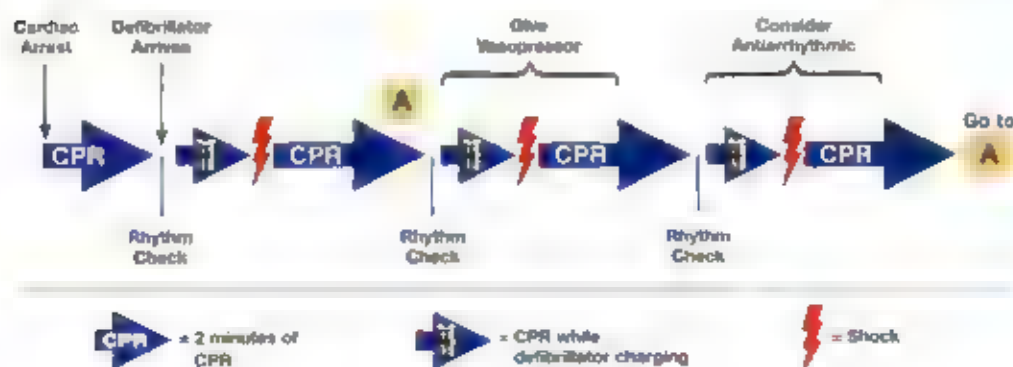 Cardiac
Arrest
Defibrillator
Arrives
Give
Vasopressor
Consider
Antiarrhythmic
A
Go to
A
CPR
CPR
CPR
CPR
Rhythm
Check
Rhythm
Check
Rhythm
Check
CPR
= 2 minutes of
CPR
= CPR while
defibrillator charging
= Shock